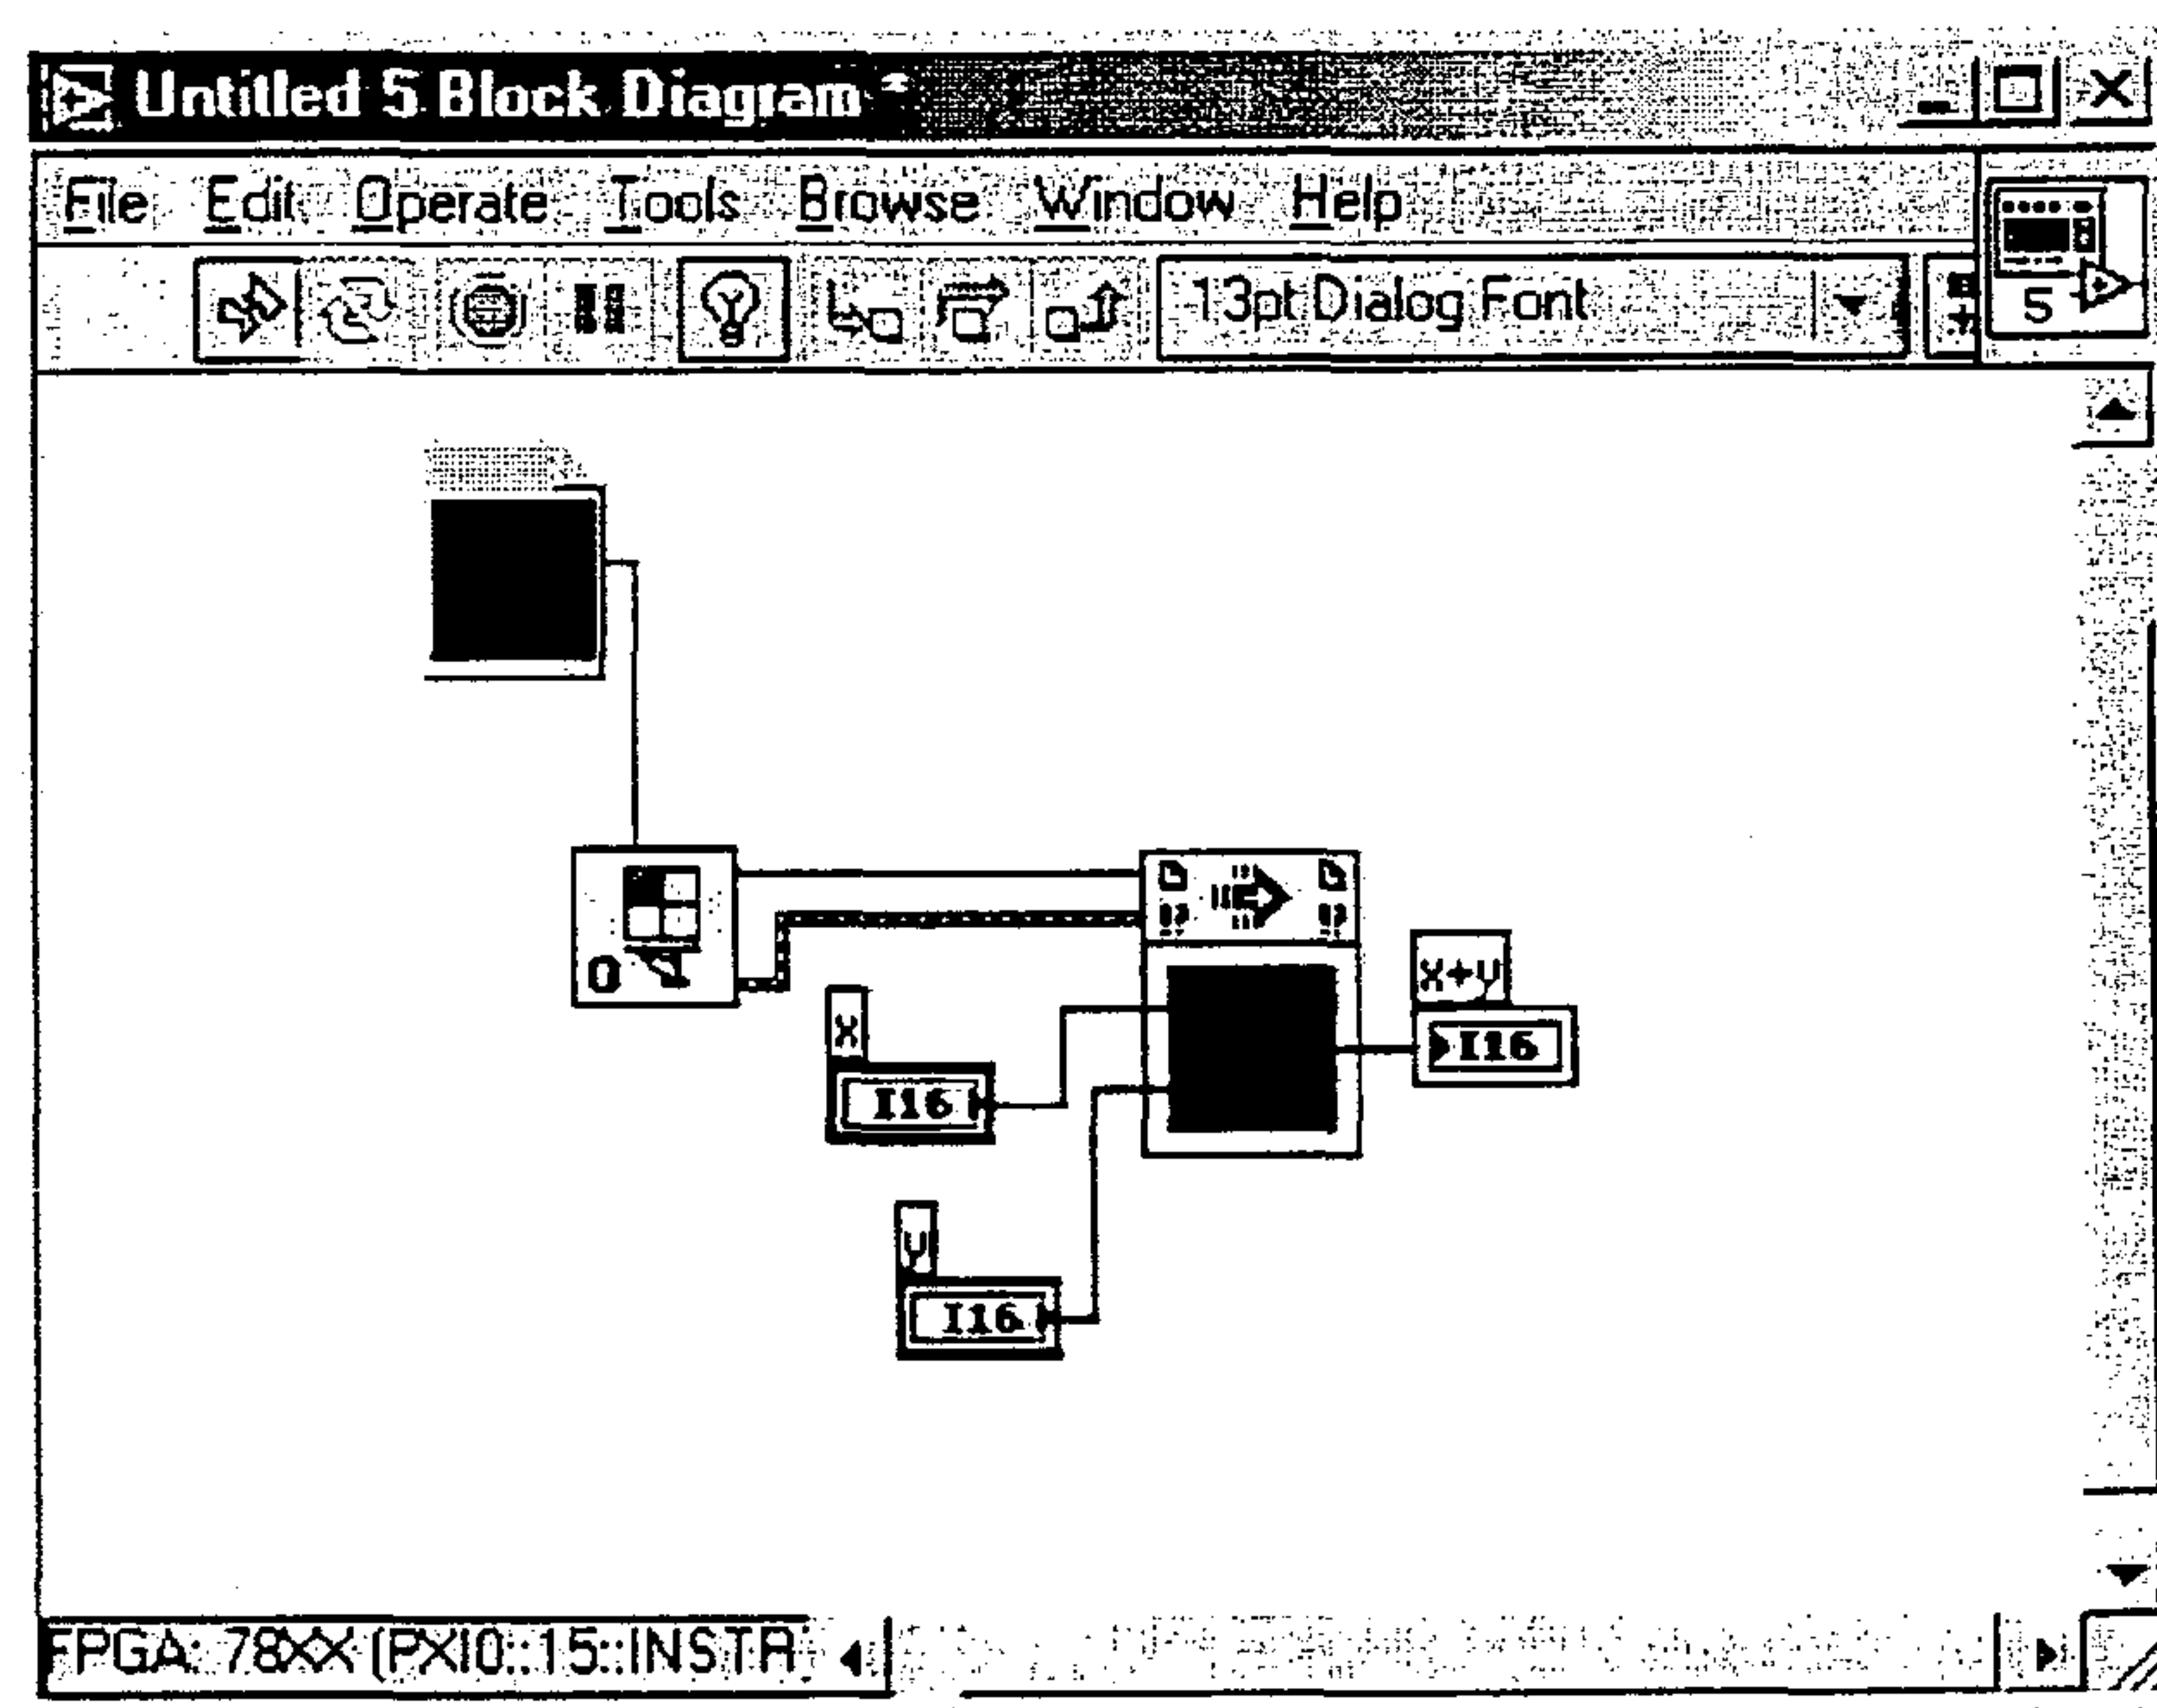 Untitled 5 Block Diagram *
File Edit Operate Tools Browse Window Help
13pt Dialog Font
5
0
x
I16
x+y
I16
y
I16
FPGA: 78XX (PXI0::15::INSTR